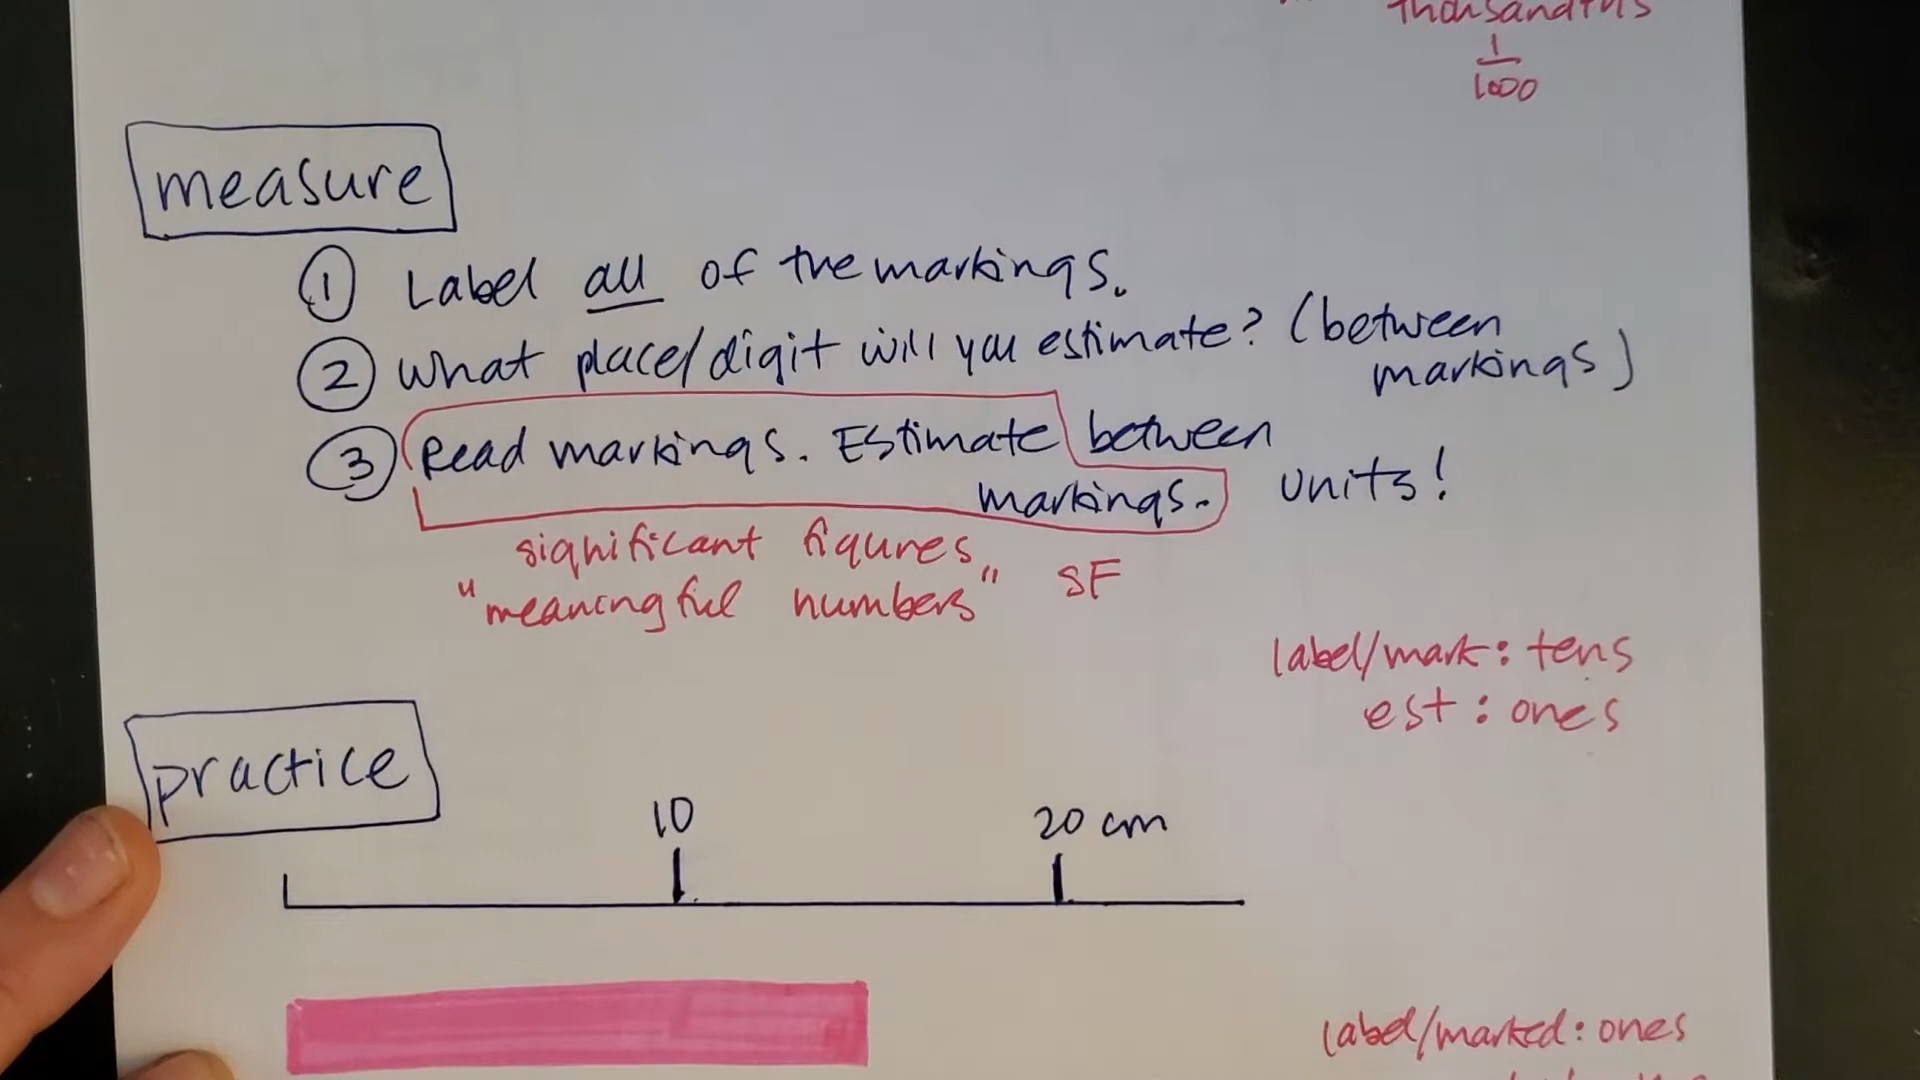 thousandths
1
1000
measure
① Label all of the markings.
② What place/digit will you estimate? (between
markings)
③ Read markings. Estimate between
markings. units!
significant figures
"meaningful numbers" SF
label/mark: tens
est: ones
practice
10
20 cm
label/marked: ones